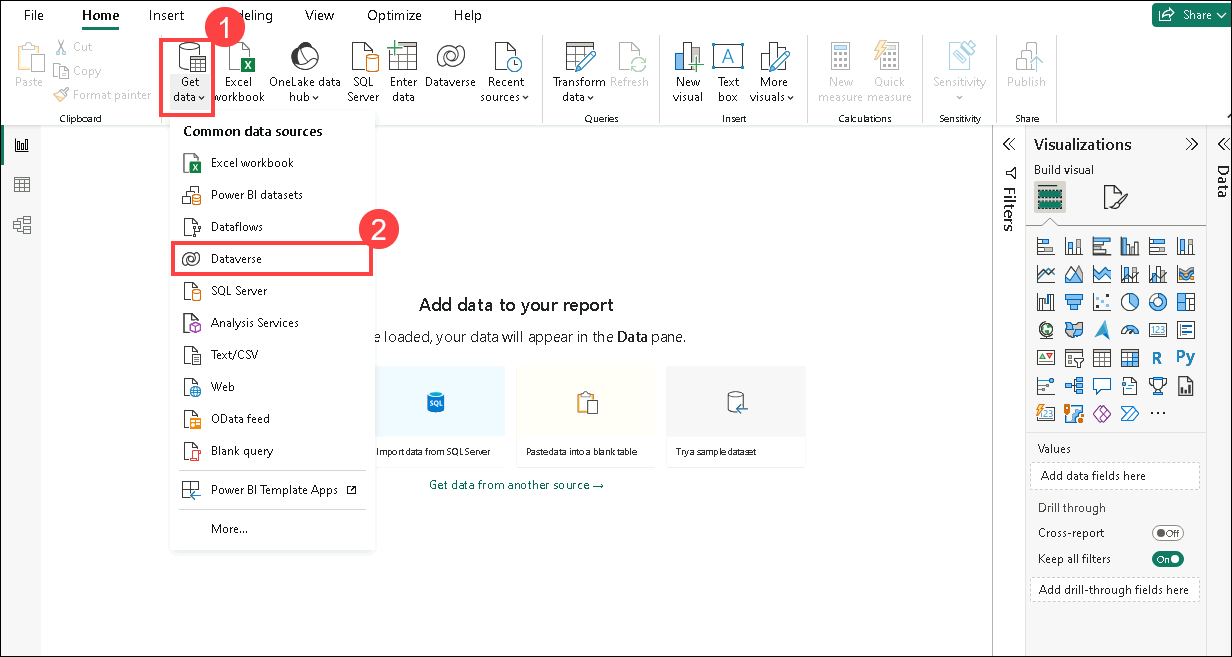 File Home Insert deling View Optimize Help
Share
1
Paste
Cut
Copy
Format painter
Clipboard
Get data
Excel workbook
OneLake data hub
SQL Server
Enter data
Dataverse
Recent sources
Transform data
Refresh
Queries
New visual
Text box
More visuals
Insert
New measure
Quick measure
Calculations
Sensitivity
Sensitivity
Publish
Share
Common data sources
Excel workbook
Power BI datasets
Dataflows
2
Dataverse
SQL Server
Analysis Services
Text/CSV
Web
OData feed
Blank query
Power BI Template Apps
More...
Add data to your report
e loaded, your data will appear in the Data pane.
SQL
Import data from SQL Server
Paste data into a blank table
Try a sample dataset
Get data from another source →
Filters
Visualizations
Build visual
123
R
Py
123
Values
Add data fields here
Drill through
Cross-report
Off
Keep all filters
On
Add drill-through fields here
Data